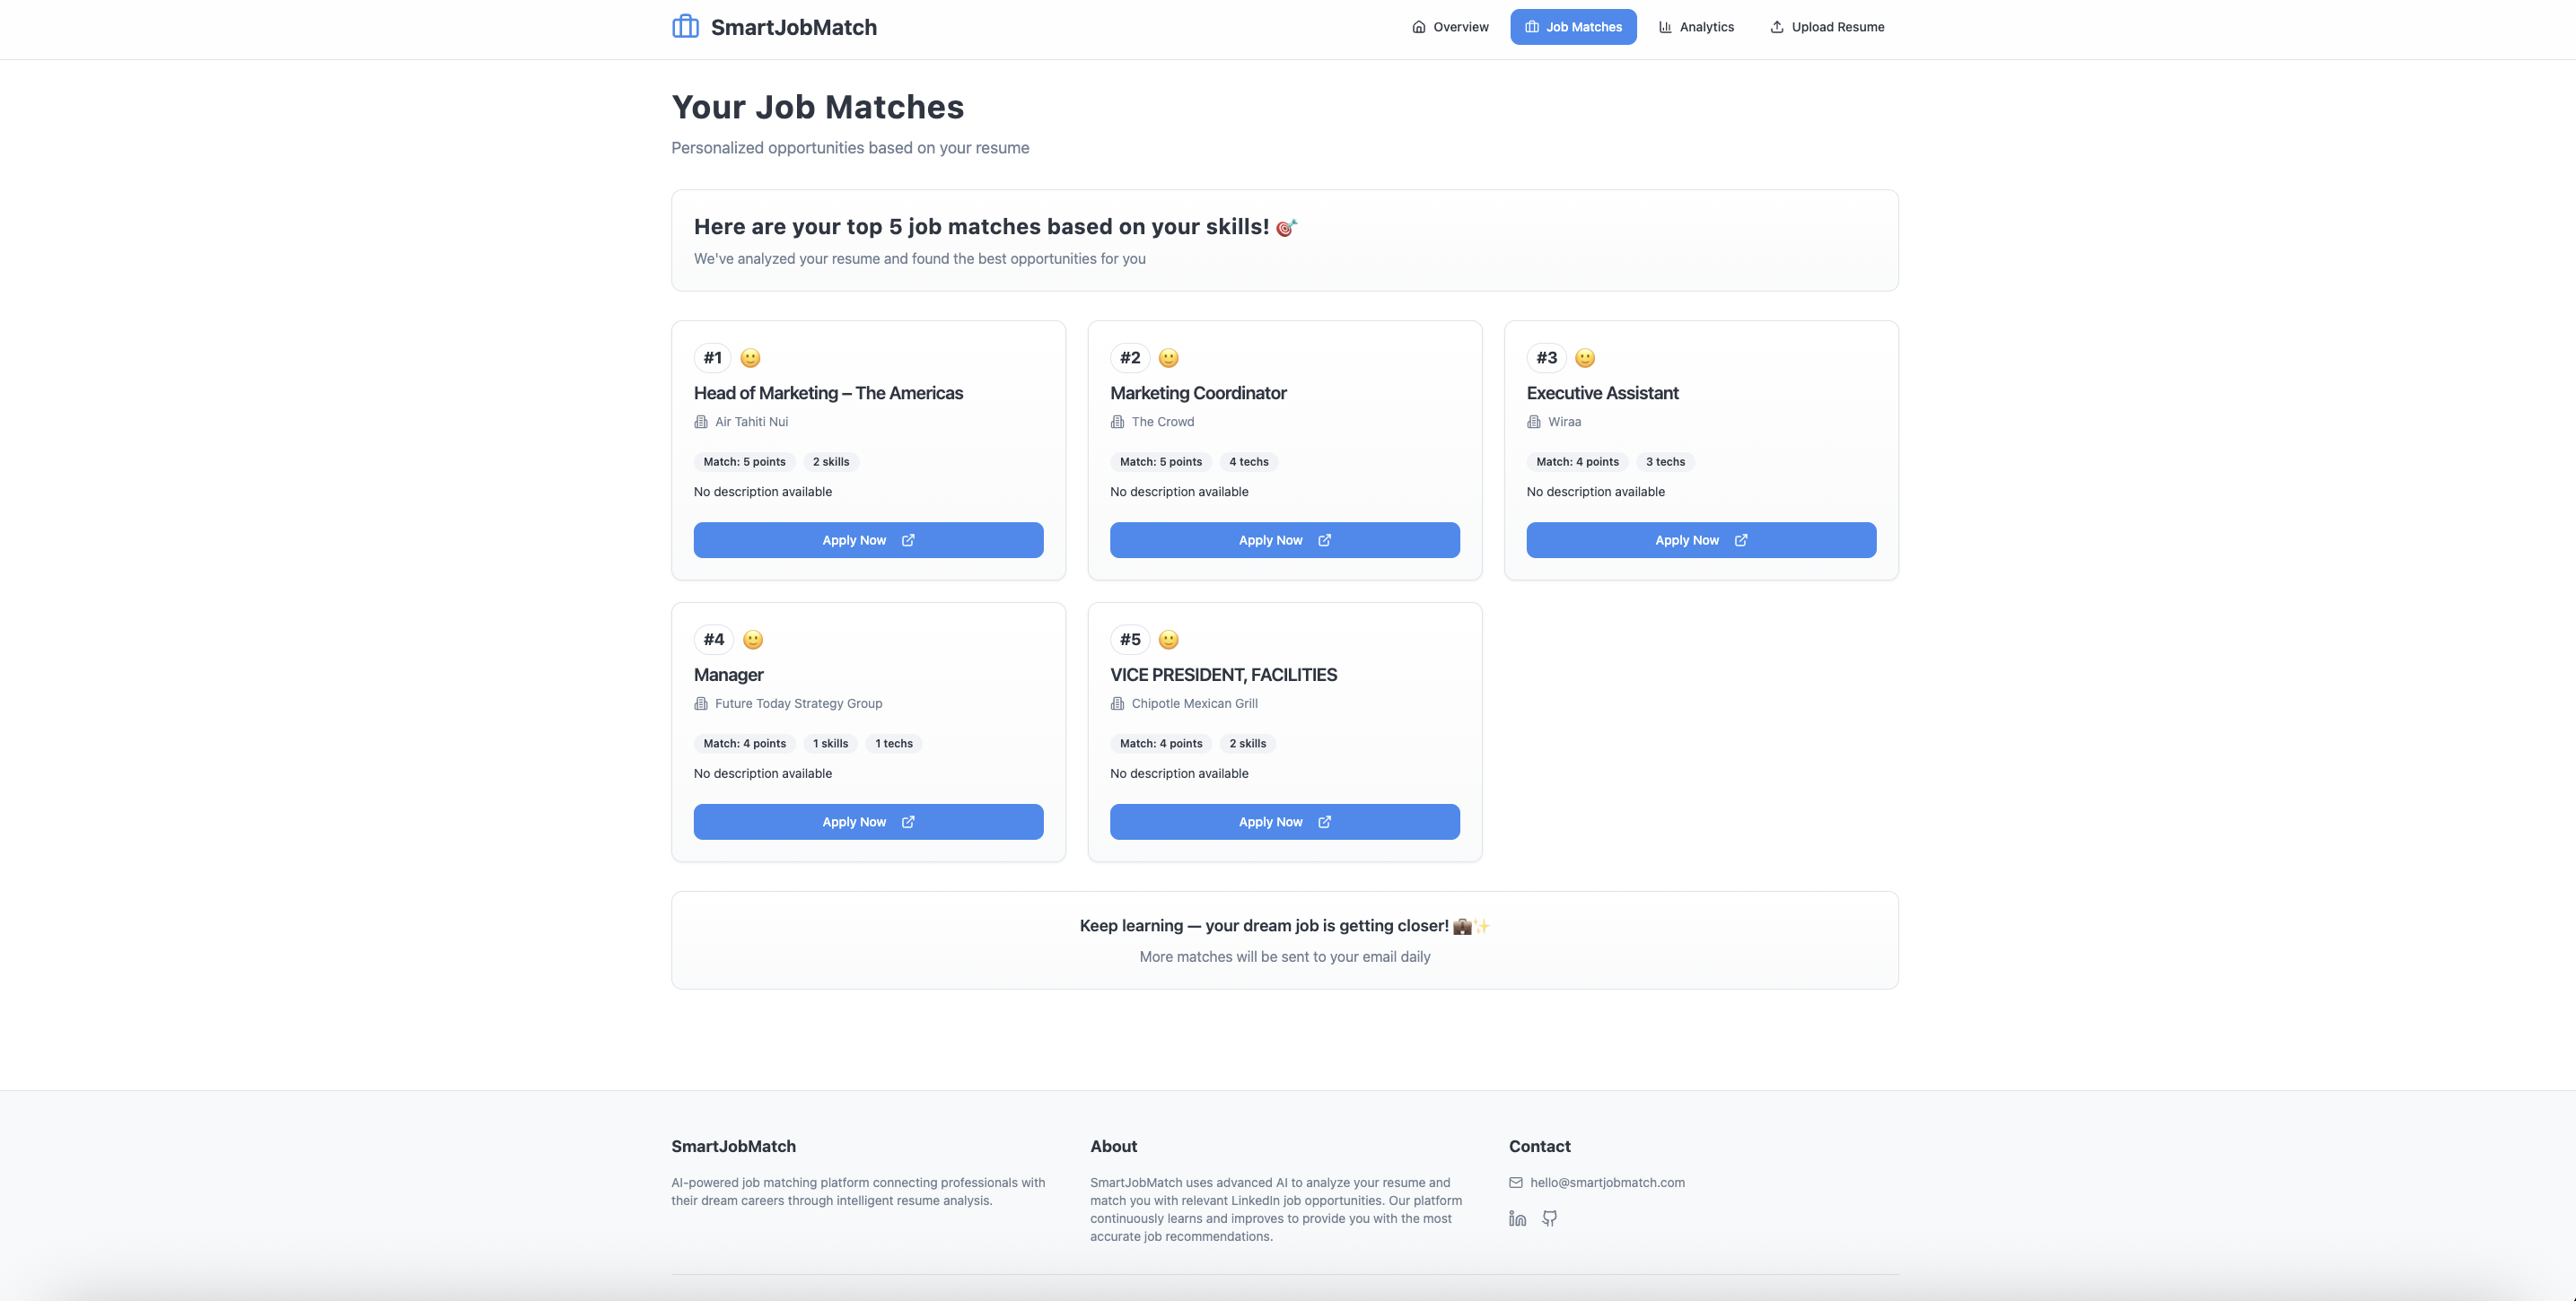 SmartJobMatch
Overview
Job Matches
Analytics
Upload Resume
Your Job Matches
Personalized opportunities based on your resume
Here are your top 5 job matches based on your skills! 🎯
We've analyzed your resume and found the best opportunities for you
#1 🙂
Head of Marketing – The Americas
Air Tahiti Nui
Match: 5 points 2 skills
No description available
Apply Now
#2 🙂
Marketing Coordinator
The Crowd
Match: 5 points 4 techs
No description available
Apply Now
#3 🙂
Executive Assistant
Wiraa
Match: 4 points 3 techs
No description available
Apply Now
#4 🙂
Manager
Future Today Strategy Group
Match: 4 points 1 skills 1 techs
No description available
Apply Now
#5 🙂
VICE PRESIDENT, FACILITIES
Chipotle Mexican Grill
Match: 4 points 2 skills
No description available
Apply Now
Keep learning — your dream job is getting closer! 💼✨
More matches will be sent to your email daily
SmartJobMatch
AI-powered job matching platform connecting professionals with
their dream careers through intelligent resume analysis.
About
SmartJobMatch uses advanced AI to analyze your resume and
match you with relevant LinkedIn job opportunities. Our platform
continuously learns and improves to provide you with the most
accurate job recommendations.
Contact
hello@smartjobmatch.com